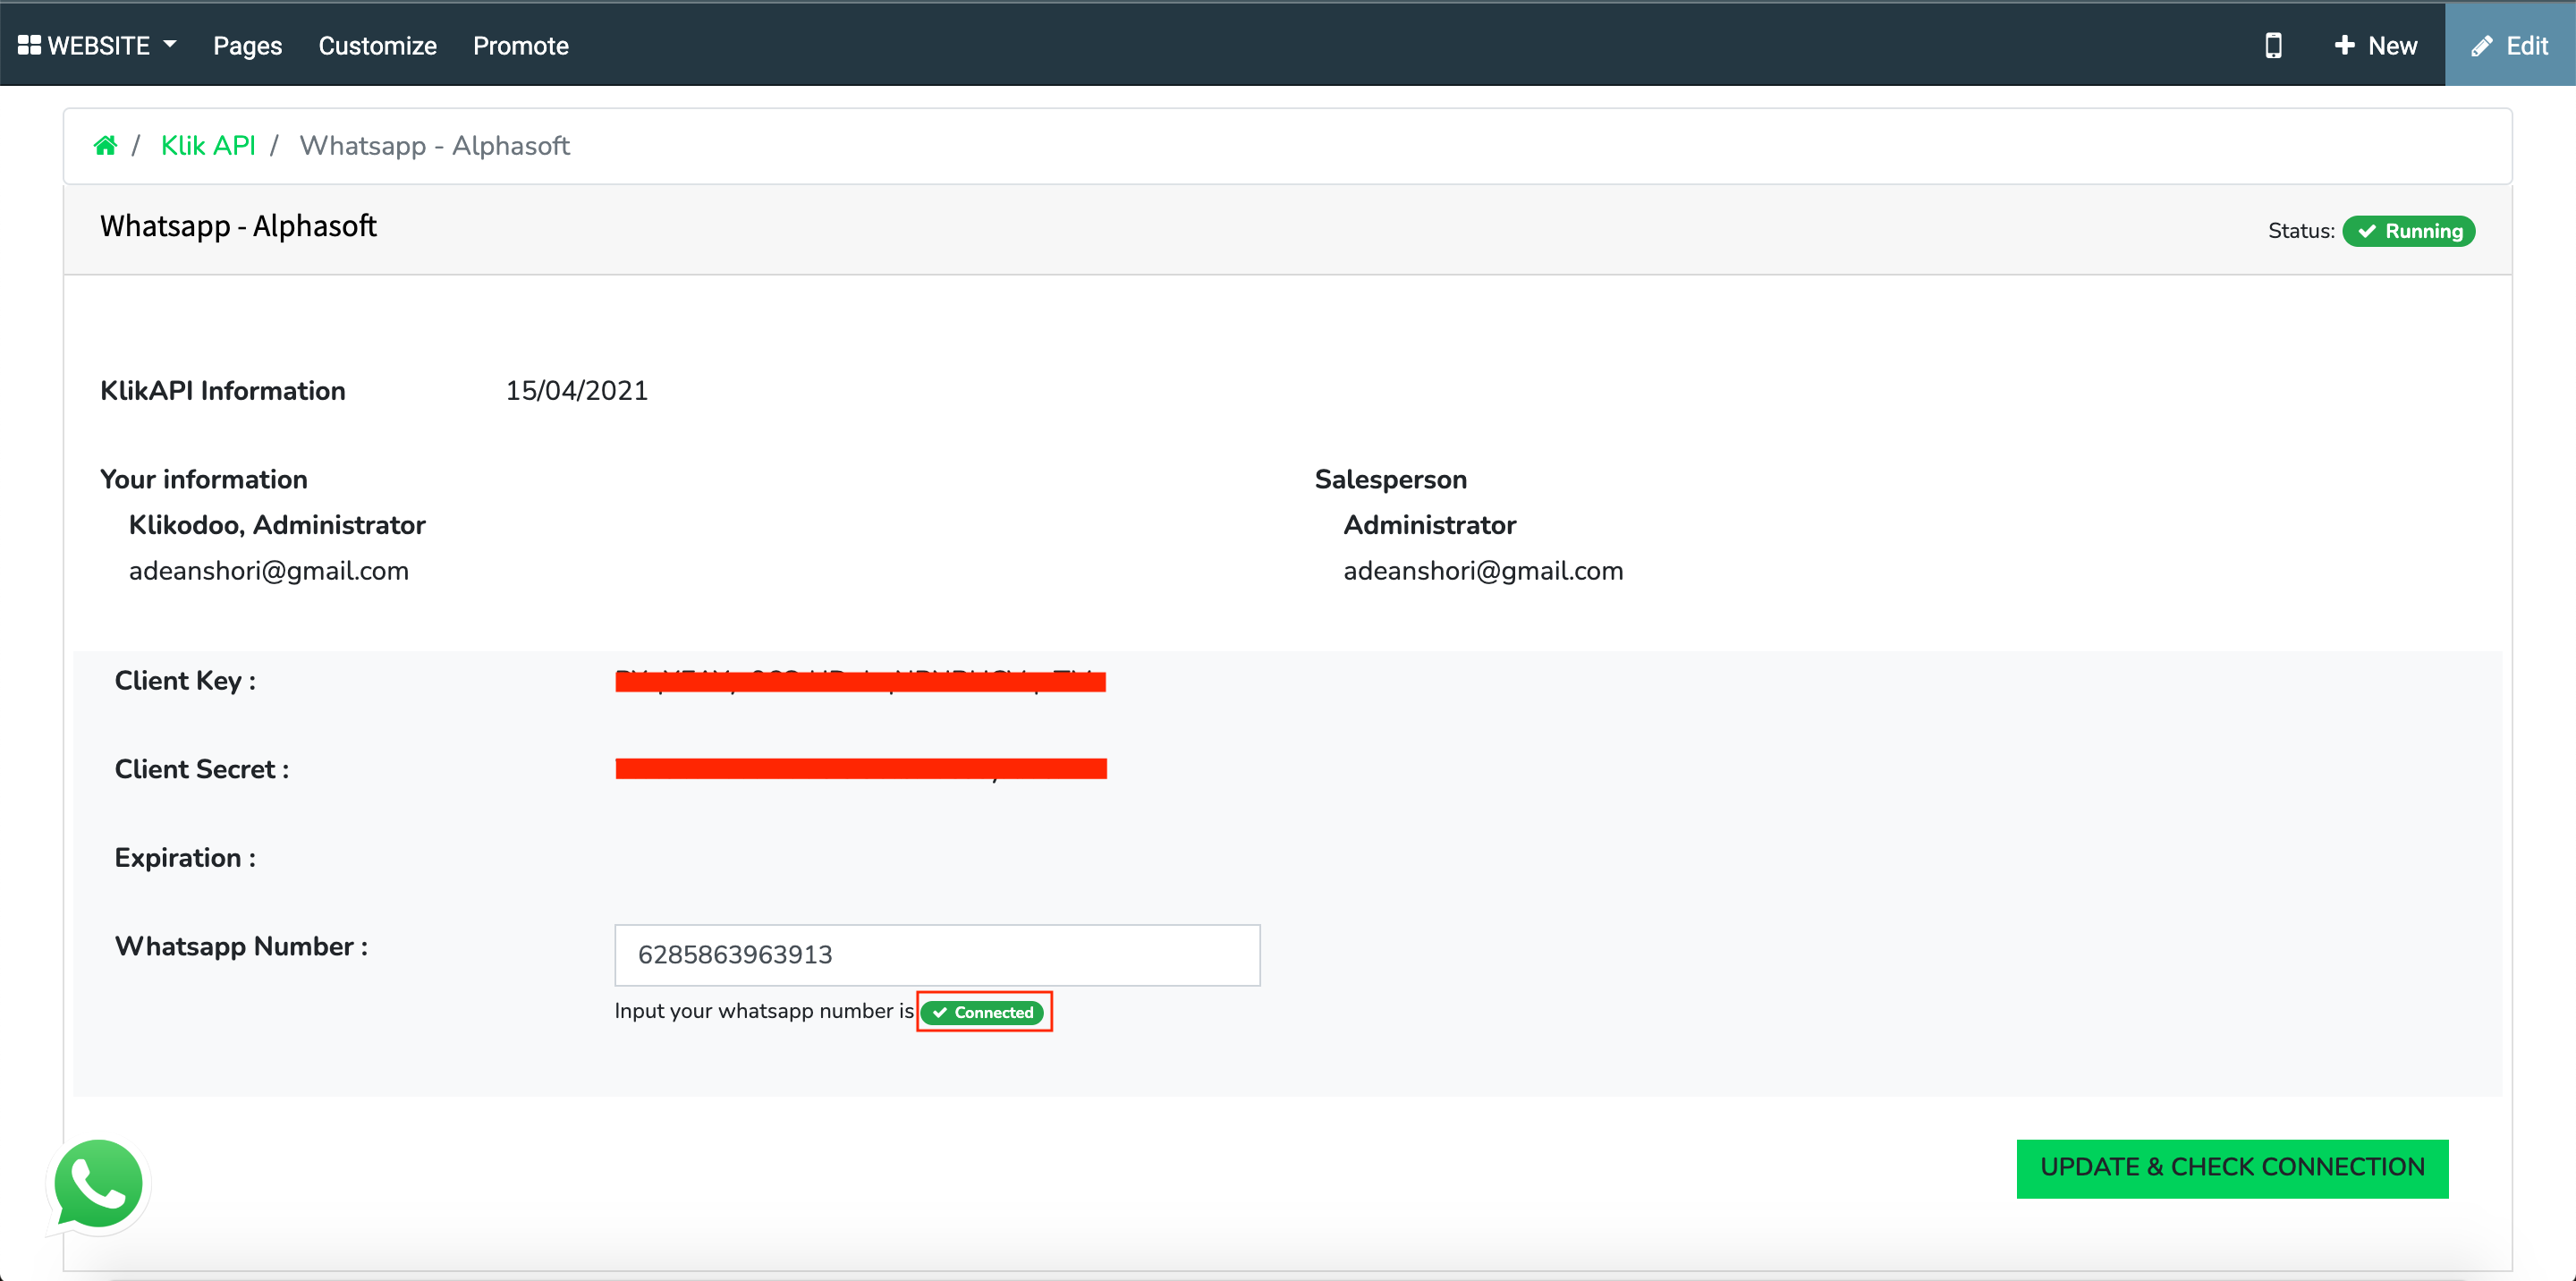 WEBSITE Pages Customize Promote New Edit
/ Klik API / Whatsapp - Alphasoft
Whatsapp - Alphasoft Status: Running
KlikAPI Information 15/04/2021
Your information Salesperson
Klikodoo, Administrator Administrator
adeanshori@gmail.com adeanshori@gmail.com
Client Key :
Client Secret :
Expiration :
Whatsapp Number : 6285863963913
Input your whatsapp number is Connected
UPDATE & CHECK CONNECTION